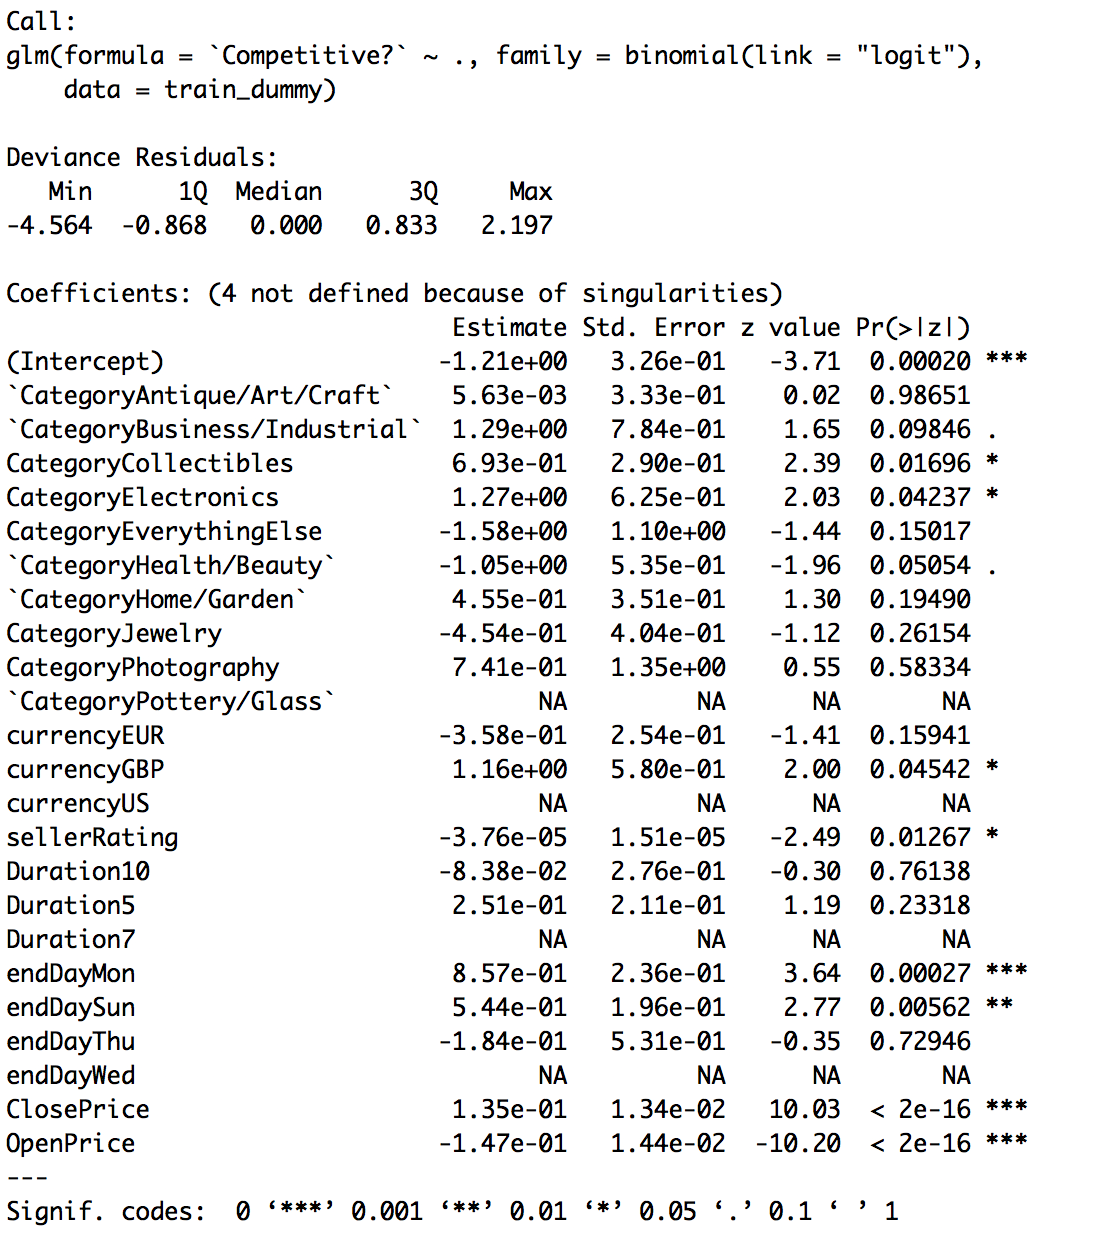 Call:
glm(formula = `Competitive?` ~ ., family = binomial(link = "logit"),
    data = train_dummy)

Deviance Residuals:
   Min      1Q  Median      3Q     Max
-4.564  -0.868   0.000   0.833   2.197

Coefficients: (4 not defined because of singularities)
                             Estimate Std. Error z value Pr(>|z|)
(Intercept)                 -1.21e+00   3.26e-01   -3.71  0.00020 ***
`CategoryAntique/Art/Craft`  5.63e-03   3.33e-01    0.02  0.98651
`CategoryBusiness/Industrial` 1.29e+00   7.84e-01    1.65  0.09846 .
CategoryCollectibles         6.93e-01   2.90e-01    2.39  0.01696 *
CategoryElectronics          1.27e+00   6.25e-01    2.03  0.04237 *
CategoryEverythingElse      -1.58e+00   1.10e+00   -1.44  0.15017
`CategoryHealth/Beauty`     -1.05e+00   5.35e-01   -1.96  0.05054 .
`CategoryHome/Garden`        4.55e-01   3.51e-01    1.30  0.19490
CategoryJewelry             -4.54e-01   4.04e-01   -1.12  0.26154
CategoryPhotography          7.41e-01   1.35e+00    0.55  0.58334
`CategoryPottery/Glass`            NA         NA      NA       NA
currencyEUR                 -3.58e-01   2.54e-01   -1.41  0.15941
currencyGBP                  1.16e+00   5.80e-01    2.00  0.04542 *
currencyUS                         NA         NA      NA       NA
sellerRating                -3.76e-05   1.51e-05   -2.49  0.01267 *
Duration10                  -8.38e-02   2.76e-01   -0.30  0.76138
Duration5                    2.51e-01   2.11e-01    1.19  0.23318
Duration7                          NA         NA      NA       NA
endDayMon                    8.57e-01   2.36e-01    3.64  0.00027 ***
endDaySun                    5.44e-01   1.96e-01    2.77  0.00562 **
endDayThu                   -1.84e-01   5.31e-01   -0.35  0.72946
endDayWed                          NA         NA      NA       NA
ClosePrice                   1.35e-01   1.34e-02   10.03  < 2e-16 ***
OpenPrice                   -1.47e-01   1.44e-02  -10.20  < 2e-16 ***
---
Signif. codes:  0 ‘***’ 0.001 ‘**’ 0.01 ‘*’ 0.05 ‘.’ 0.1 ‘ ’ 1